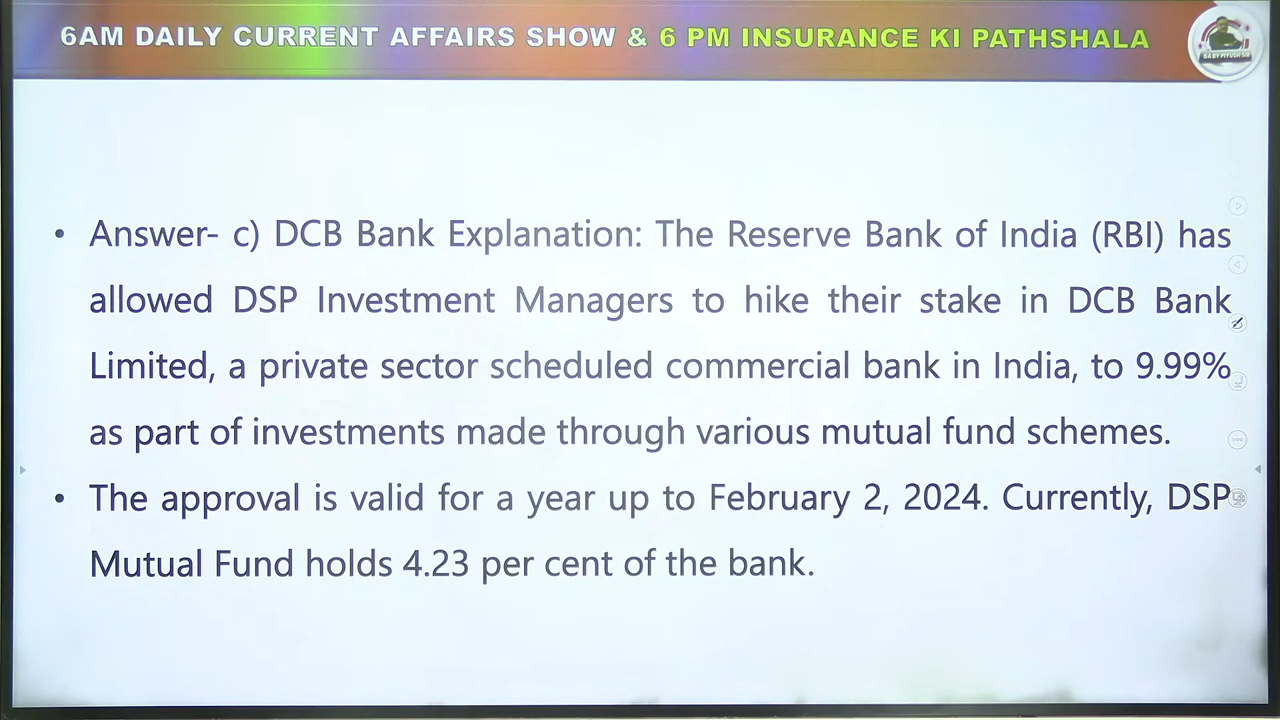 6AM DAILY CURRENT AFFAIRS SHOW & 6 PM INSURANCE KI PATHSHALA
• Answer- c) DCB Bank Explanation: The Reserve Bank of India (RBI) has
allowed DSP Investment Managers to hike their stake in DCB Bank
Limited, a private sector scheduled commercial bank in India, to 9.99%
as part of investments made through various mutual fund schemes.
• The approval is valid for a year up to February 2, 2024. Currently, DSP
Mutual Fund holds 4.23 per cent of the bank.